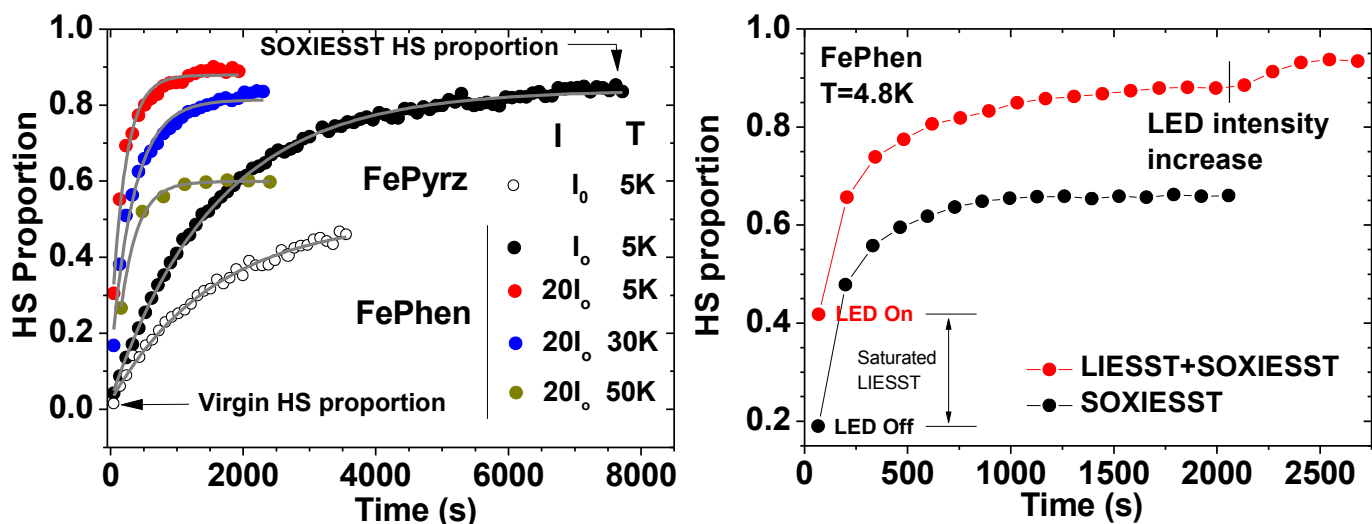 HS Proportion
1.0
0.8
0.6
0.4
0.2
0.0
SOXIESST HS proportion
I T
FePyrz
I0 5K
Io 5K
FePhen
20Io 5K
20Io 30K
20Io 50K
Virgin HS proportion
0 2000 4000 6000 8000
Time (s)
HS proportion
1.0
0.8
0.6
0.4
0.2
FePhen
T=4.8K
LED intensity
increase
LED On
Saturated
LIESST
LED Off
LIESST+SOXIESST
SOXIESST
0 500 1000 1500 2000 2500
Time (s)